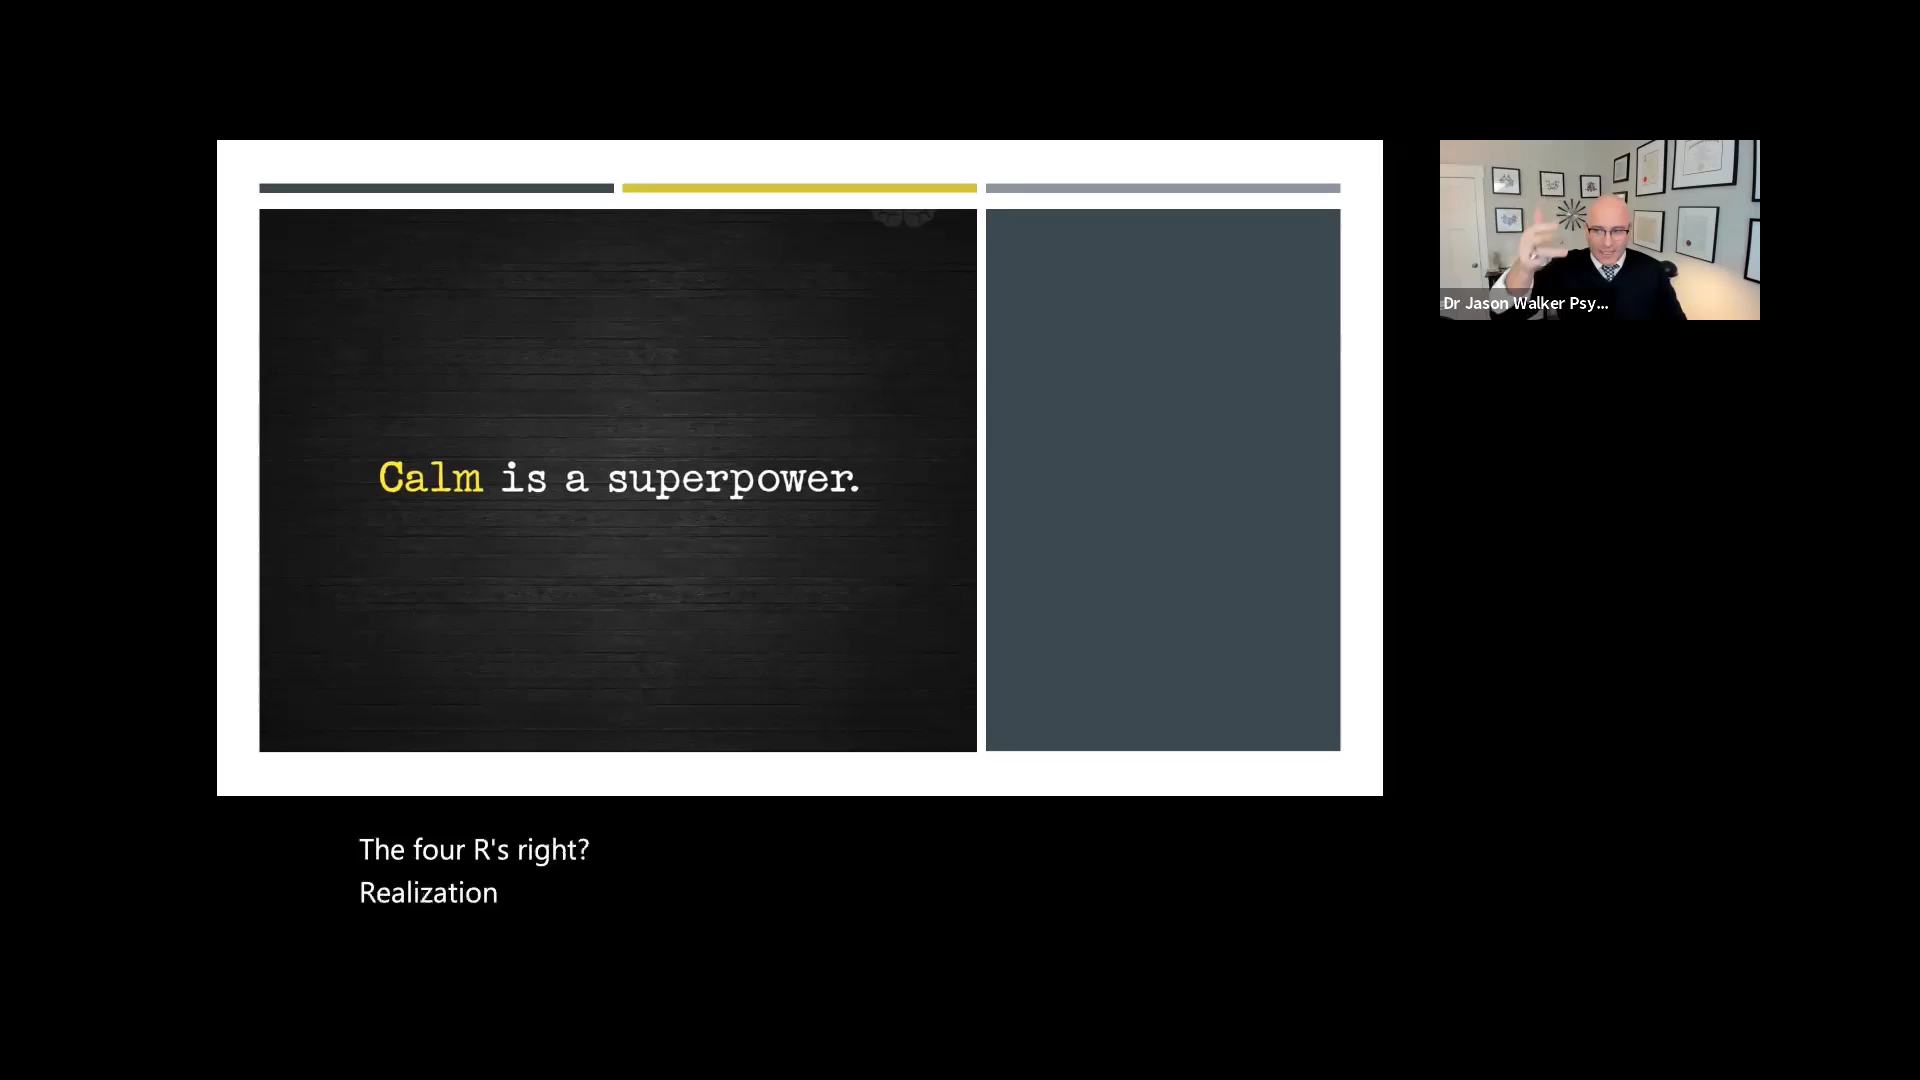 Calm is a superpower.
Dr Jason Walker Psy...
The four R's right?
Realization